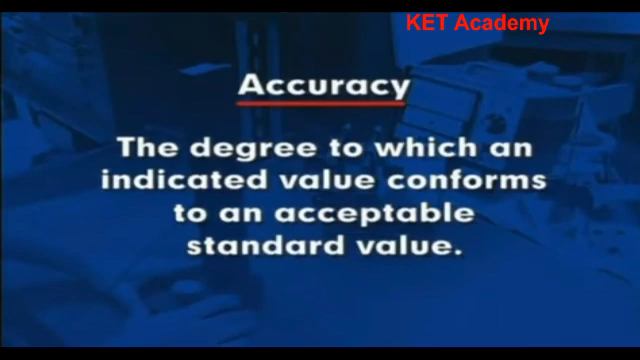 KET Academy
Accuracy
The degree to which an
indicated value conforms
to an acceptable
standard value.